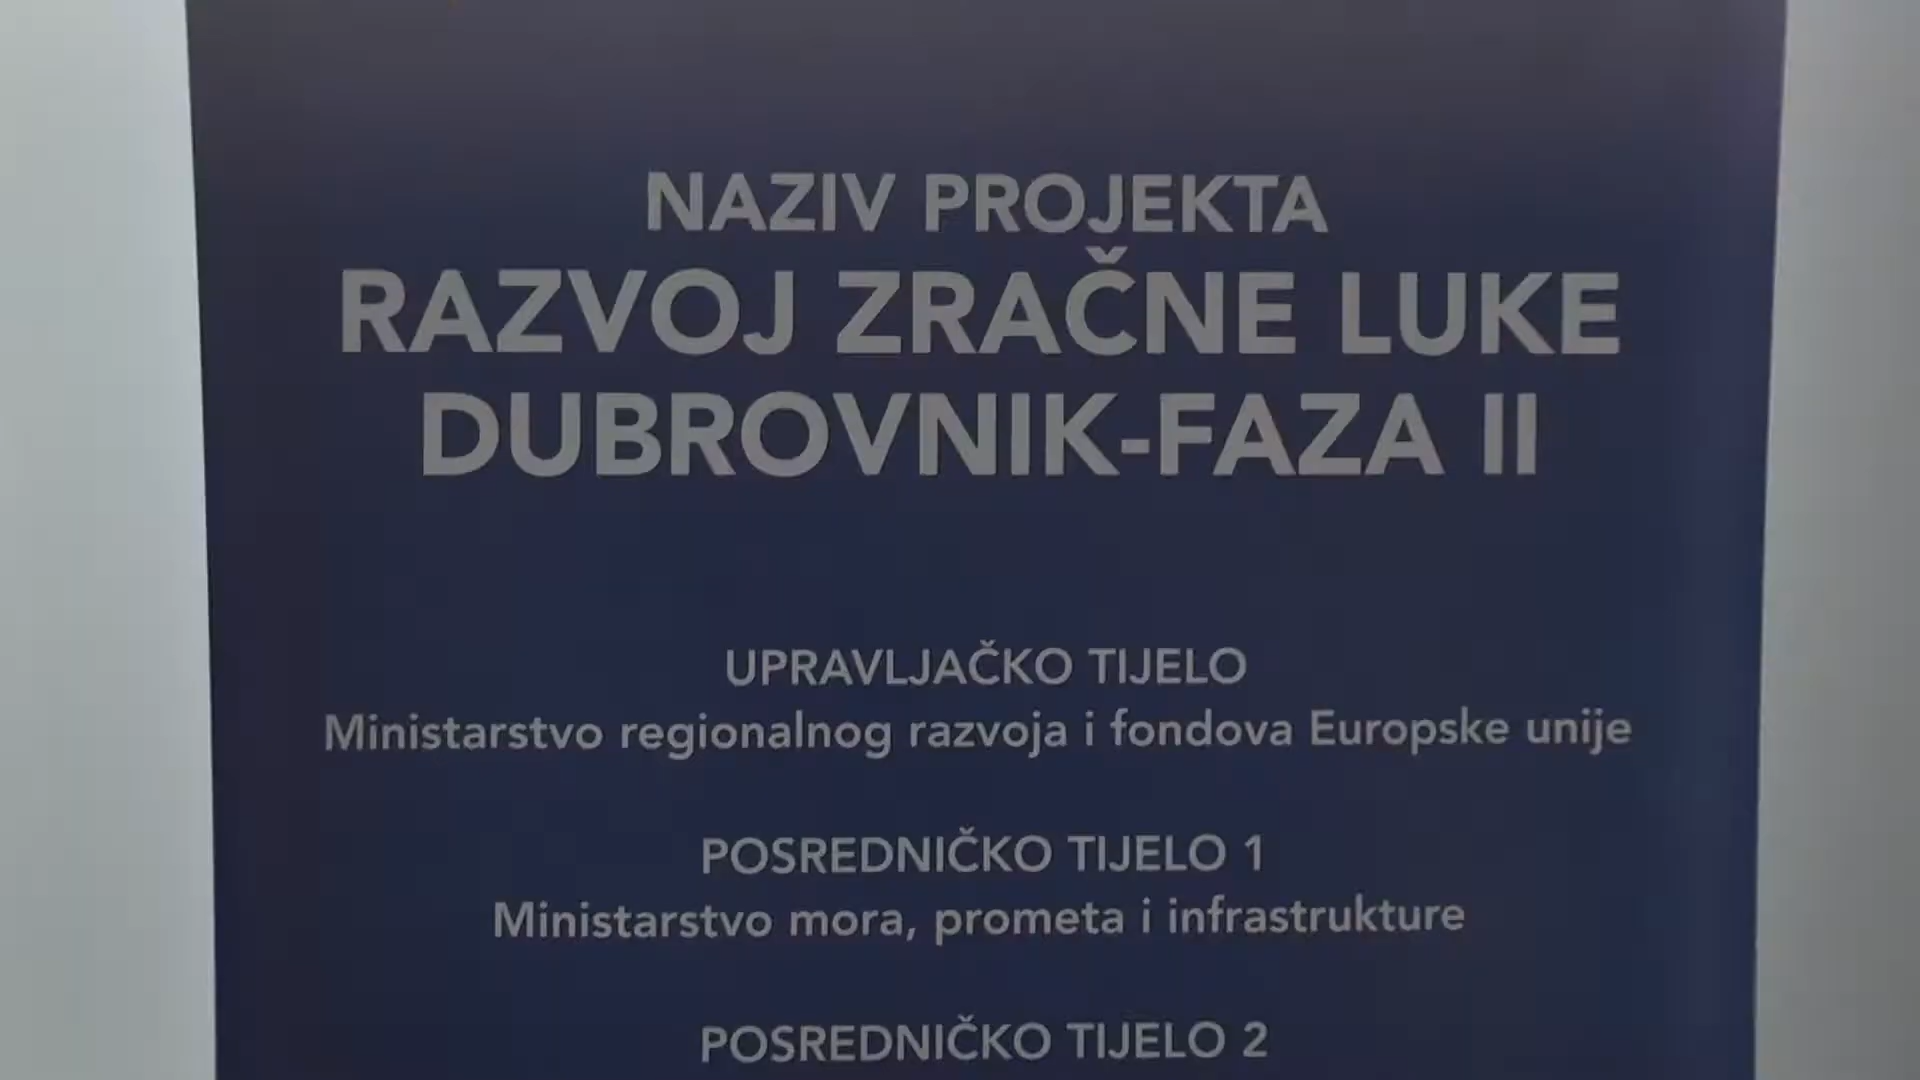 NAZIV PROJEKTA
RAZVOJ ZRAČNE LUKE
DUBROVNIK-FAZA II
UPRAVLJAČKO TIJELO
Ministarstvo regionalnog razvoja i fondova Europske unije
POSREDNIČKO TIJELO 1
Ministarstvo mora, prometa i infrastrukture
POSREDNIČKO TIJELO 2